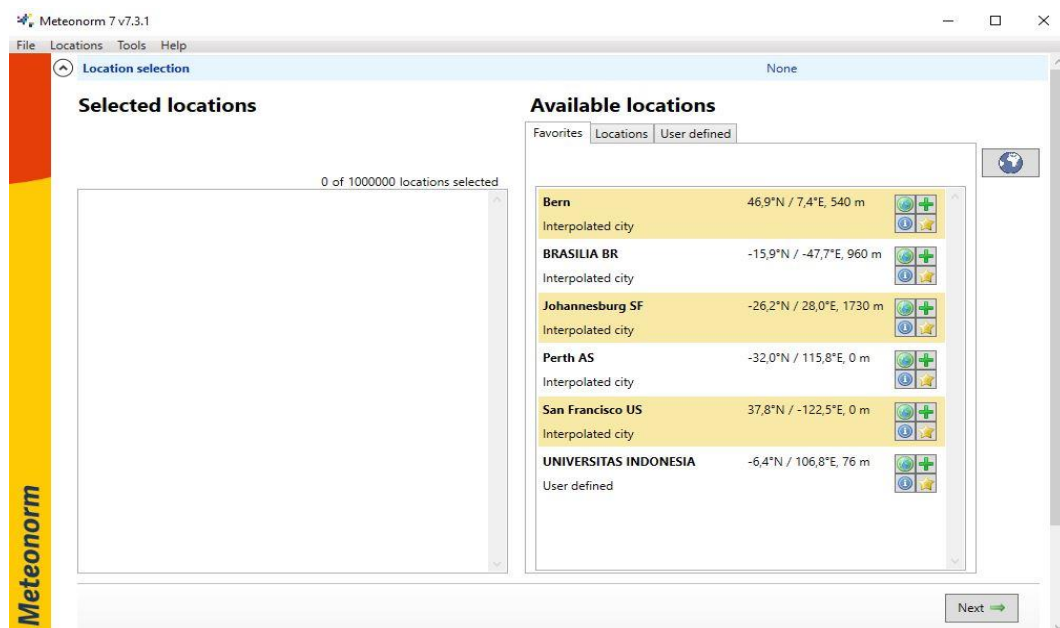 Meteonorm 7 v7.3.1
File Locations Tools Help
Location selection None
Selected locations
Available locations
Favorites Locations User defined
0 of 1000000 locations selected
Bern 46,9°N / 7,4°E, 540 m
Interpolated city
BRASILIA BR -15,9°N / -47,7°E, 960 m
Interpolated city
Johannesburg SF -26,2°N / 28,0°E, 1730 m
Interpolated city
Perth AS -32,0°N / 115,8°E, 0 m
Interpolated city
San Francisco US 37,8°N / -122,5°E, 0 m
Interpolated city
UNIVERSITAS INDONESIA -6,4°N / 106,8°E, 76 m
User defined
Meteonorm
Next